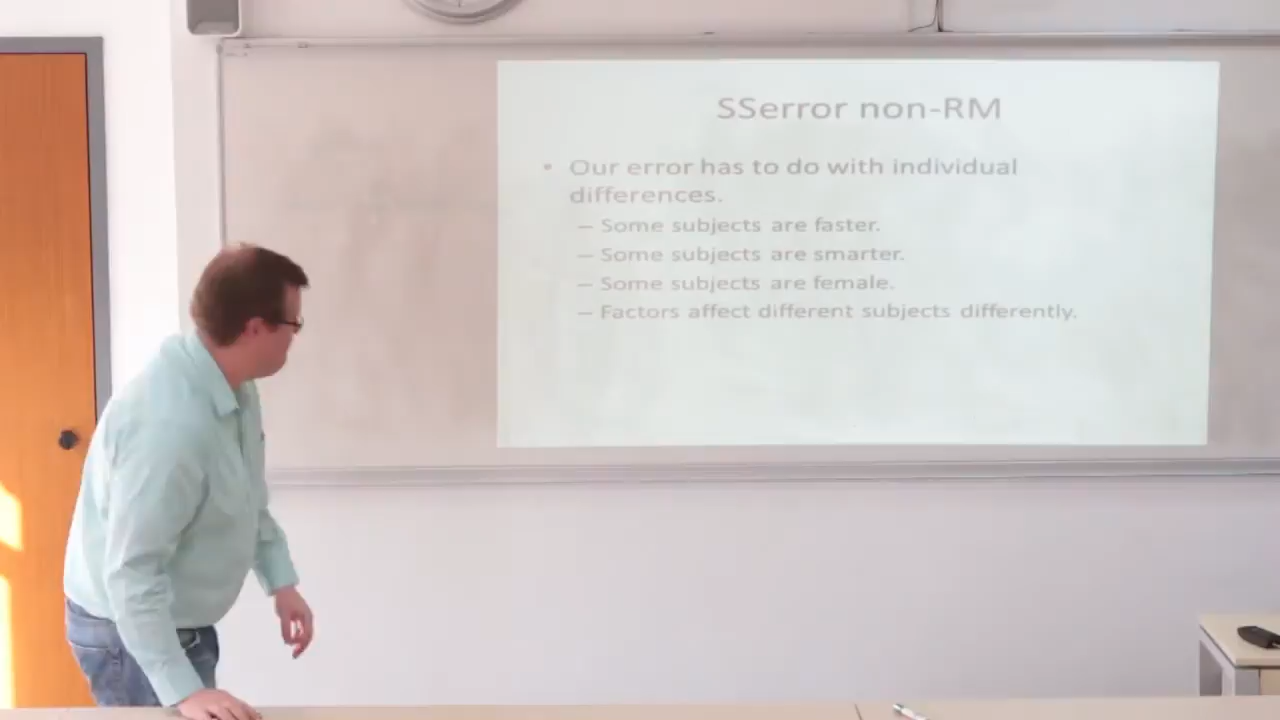 SSerror non-RM
• Our error has to do with individual
differences.
– Some subjects are faster.
– Some subjects are smarter.
– Some subjects are female.
– Factors affect different subjects differently.